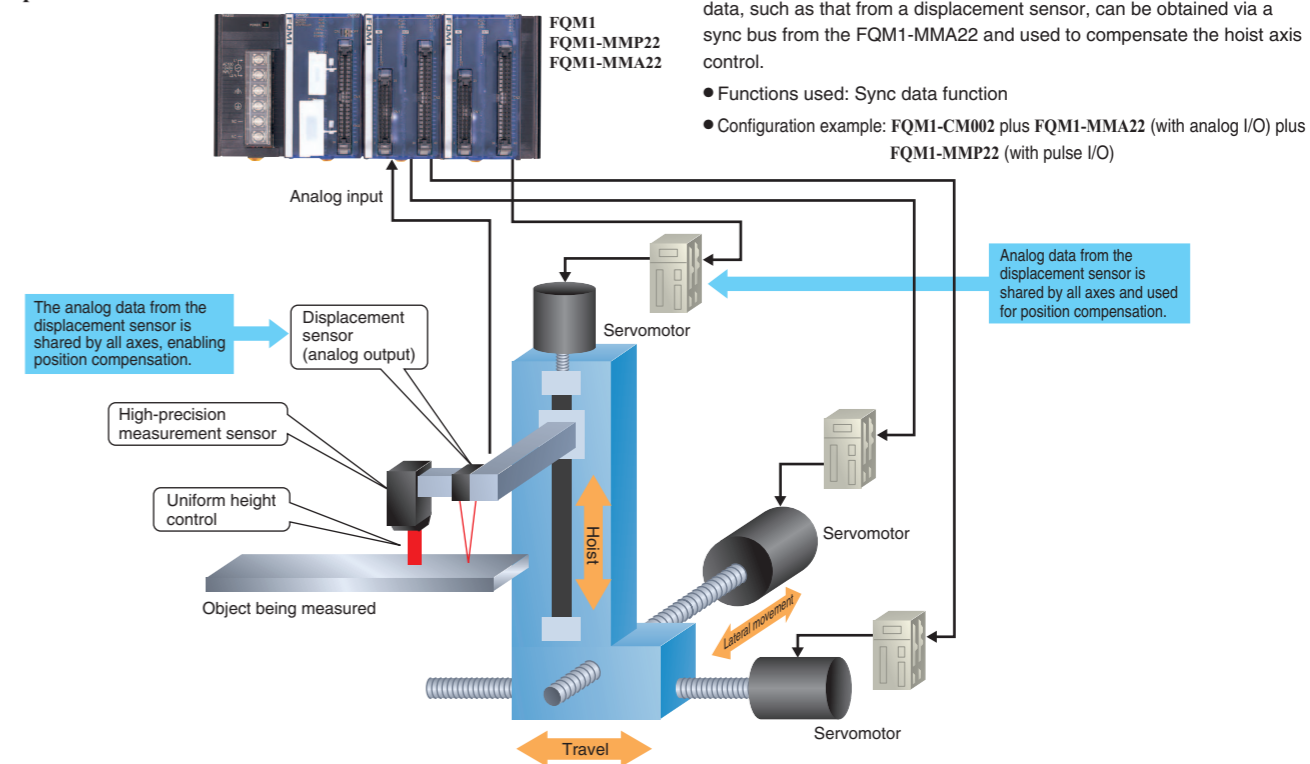 FQM1
FQM1-MMP22
FQM1-MMA22
data, such as that from a displacement sensor, can be obtained via a
sync bus from the FQM1-MMA22 and used to compensate the hoist axis
control.
● Functions used: Sync data function
● Configuration example: FQM1-CM002 plus FQM1-MMA22 (with analog I/O) plus
FQM1-MMP22 (with pulse I/O)
Analog input
The analog data from the
displacement sensor is
shared by all axes, enabling
position compensation.
Displacement
sensor
(analog output)
Servomotor
Analog data from the
displacement sensor is
shared by all axes and used
for position compensation.
High-precision
measurement sensor
Uniform height
control
Hoist
Servomotor
Object being measured
Lateral movement
Servomotor
Travel